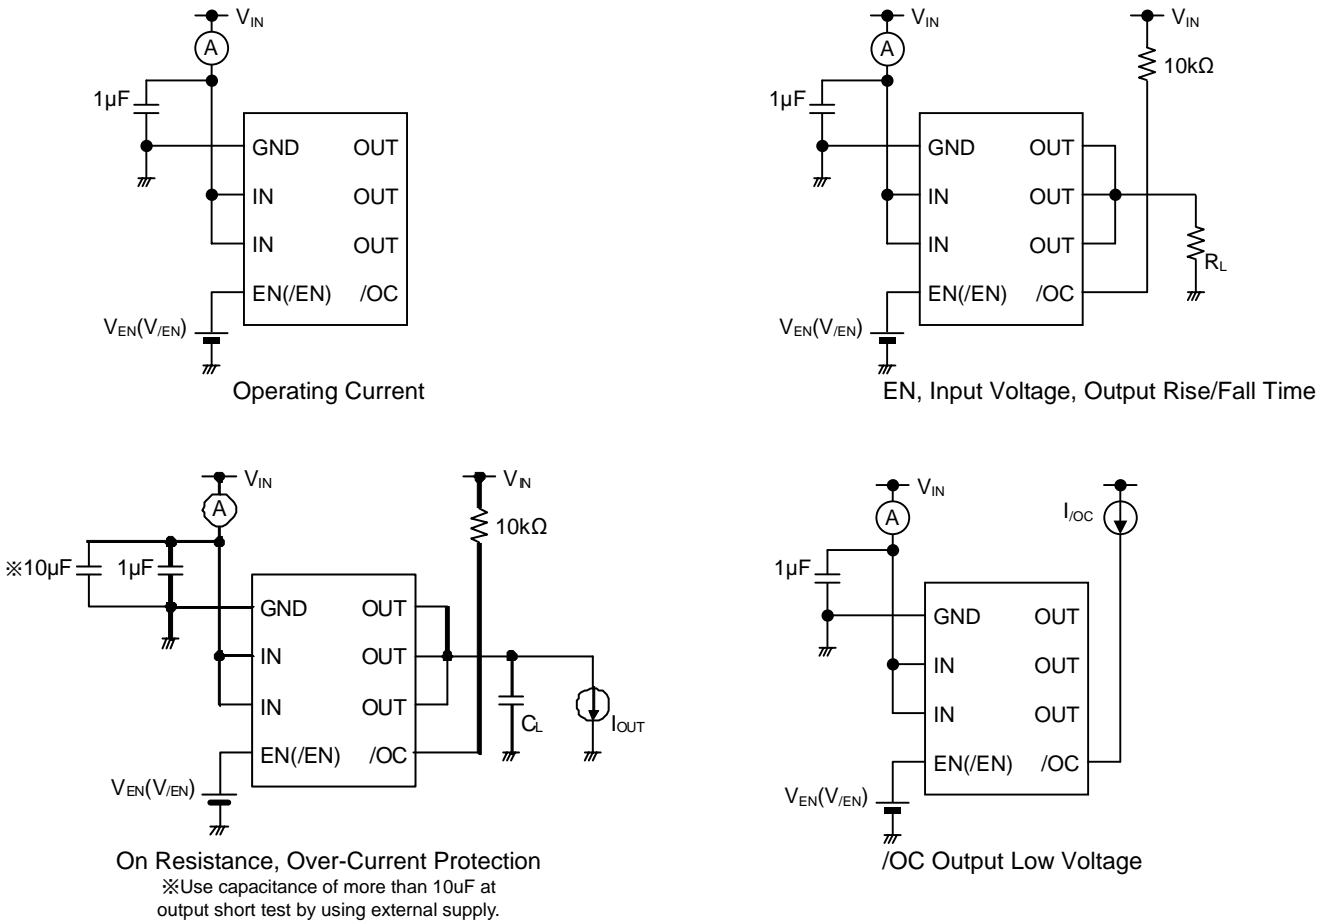 V_IN
A
1µF
GND OUT
IN OUT
IN OUT
EN(/EN) /OC
V_EN(V_/EN)
Operating Current
V_IN V_IN
A
10kΩ
1µF
GND OUT
IN OUT
IN OUT
R_L
EN(/EN) /OC
V_EN(V_/EN)
EN, Input Voltage, Output Rise/Fall Time
V_IN V_IN
A
10kΩ
※10µF 1µF
GND OUT
IN OUT
IN OUT
C_L I_OUT
EN(/EN) /OC
V_EN(V_/EN)
On Resistance, Over-Current Protection
※Use capacitance of more than 10uF at
output short test by using external supply.
V_IN
A
I_/OC
1µF
GND OUT
IN OUT
IN OUT
EN(/EN) /OC
V_EN(V_/EN)
/OC Output Low Voltage